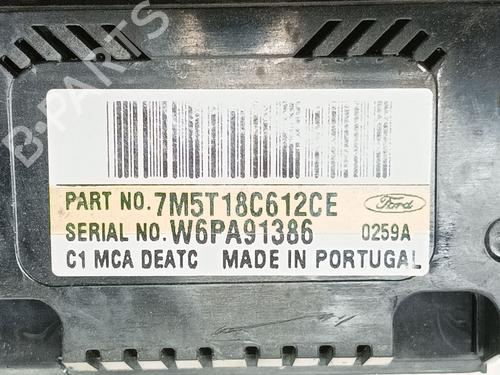 B-PARTS
PART NO. 7M5T18C612CE
Ford
SERIAL NO. W6PA91386 0259A
C1 MCA DEATC MADE IN PORTUGAL